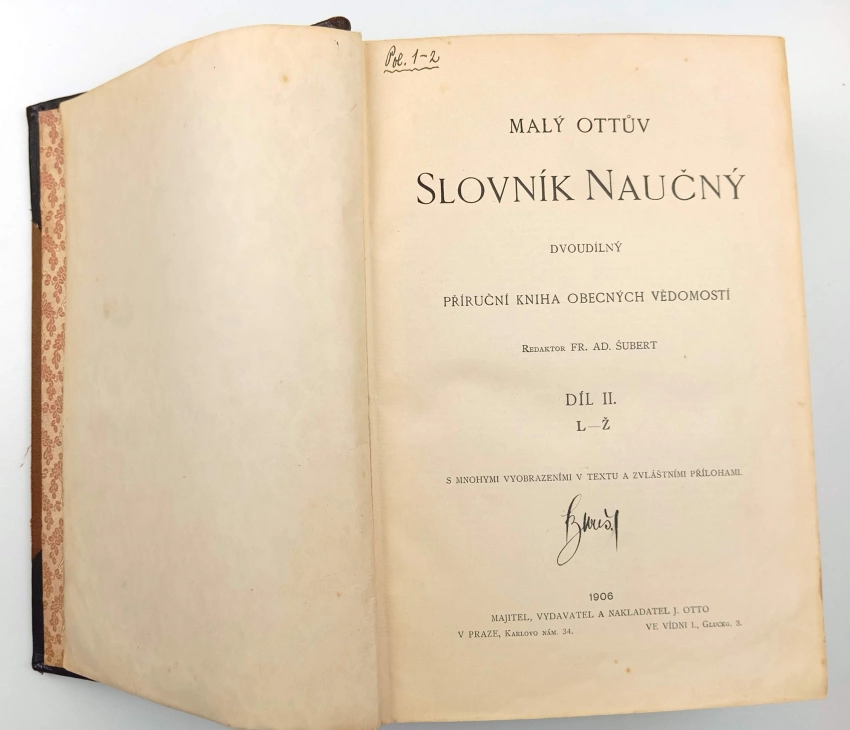 Pol. 1-2
MALÝ OTTŮV
SLOVNÍK NAUČNÝ
DVOUDÍLNÝ
PŘÍRUČNÍ KNIHA OBECNÝCH VĚDOMOSTÍ
REDAKTOR FR. AD. ŠUBERT
DÍL II.
L—Ž
S MNOHYMI VYOBRAZENÍMI V TEXTU A ZVLÁŠTNÍMI PŘÍLOHAMI.
1906
MAJITEL, VYDAVATEL A NAKLADATEL J. OTTO
V PRAZE, KARLOVO NÁM. 34. VE VÍDNI I., GLUCKG. 3.